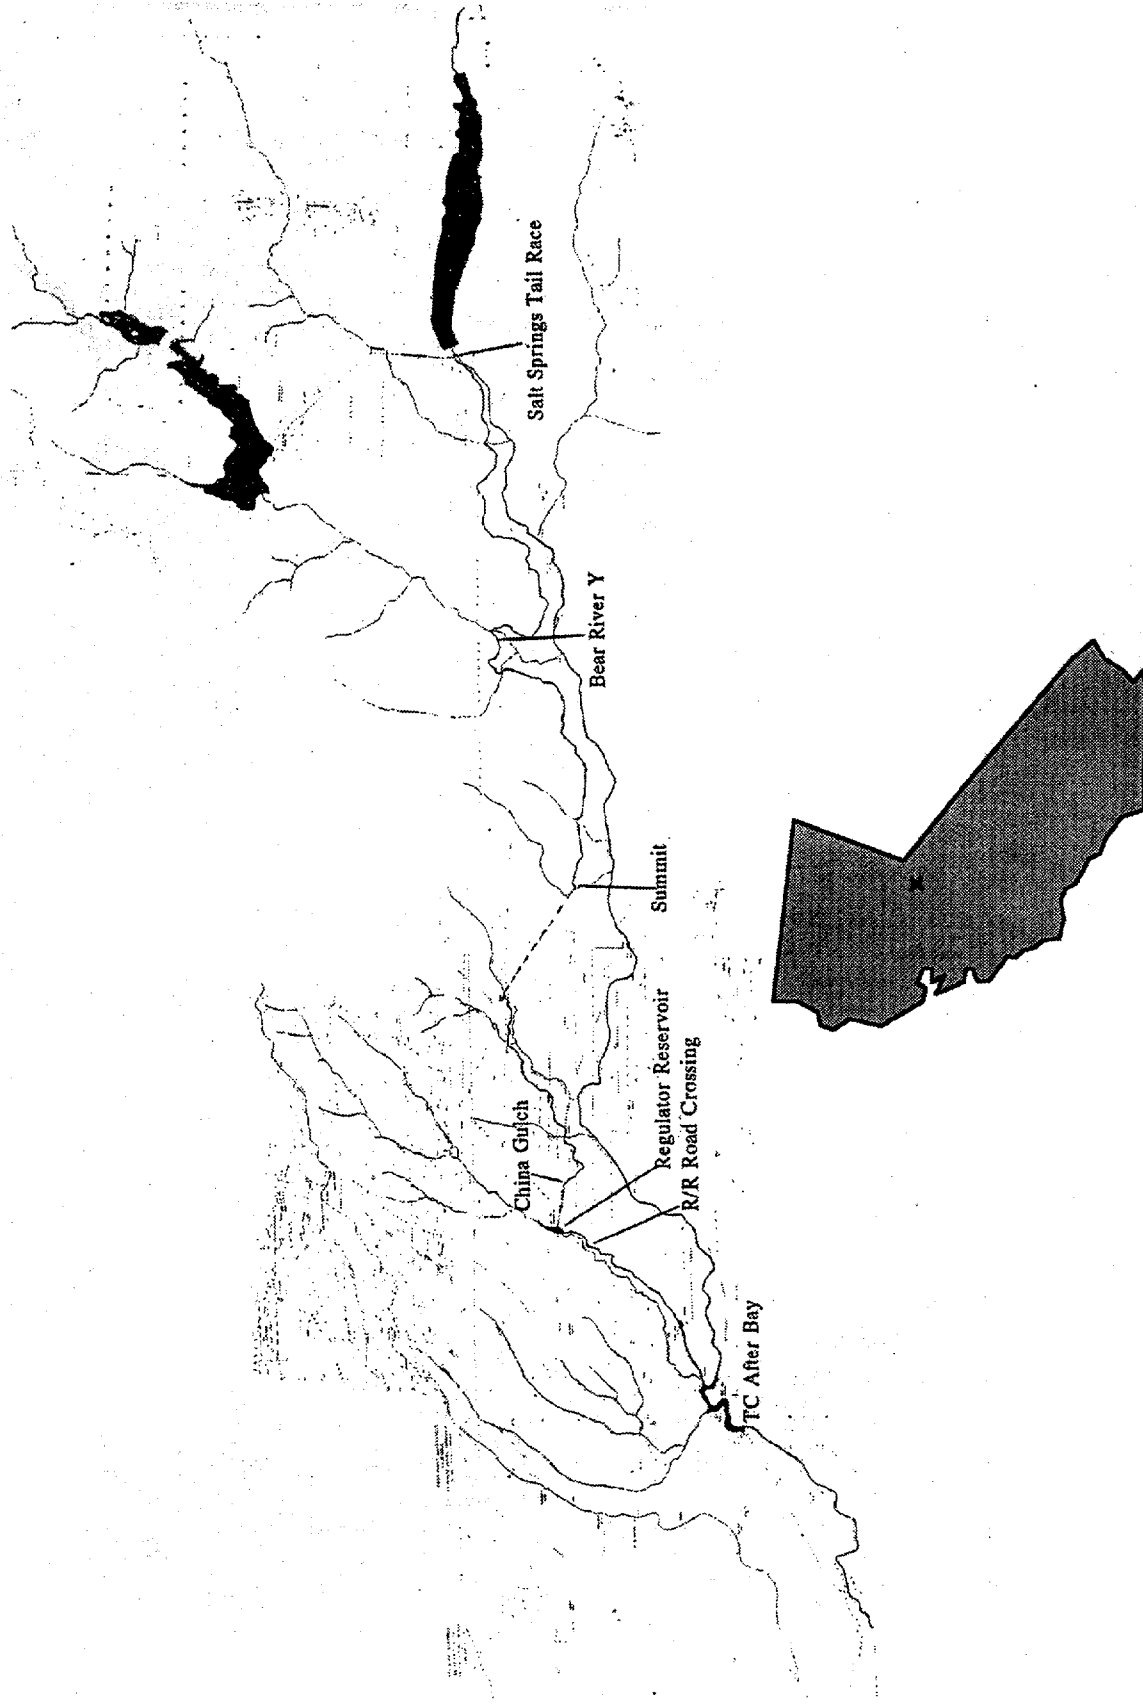 Salt Springs Tail Race
Bear River Y
Summit
Regulator Reservoir
R/R Road Crossing
China Gulch
TC After Bay